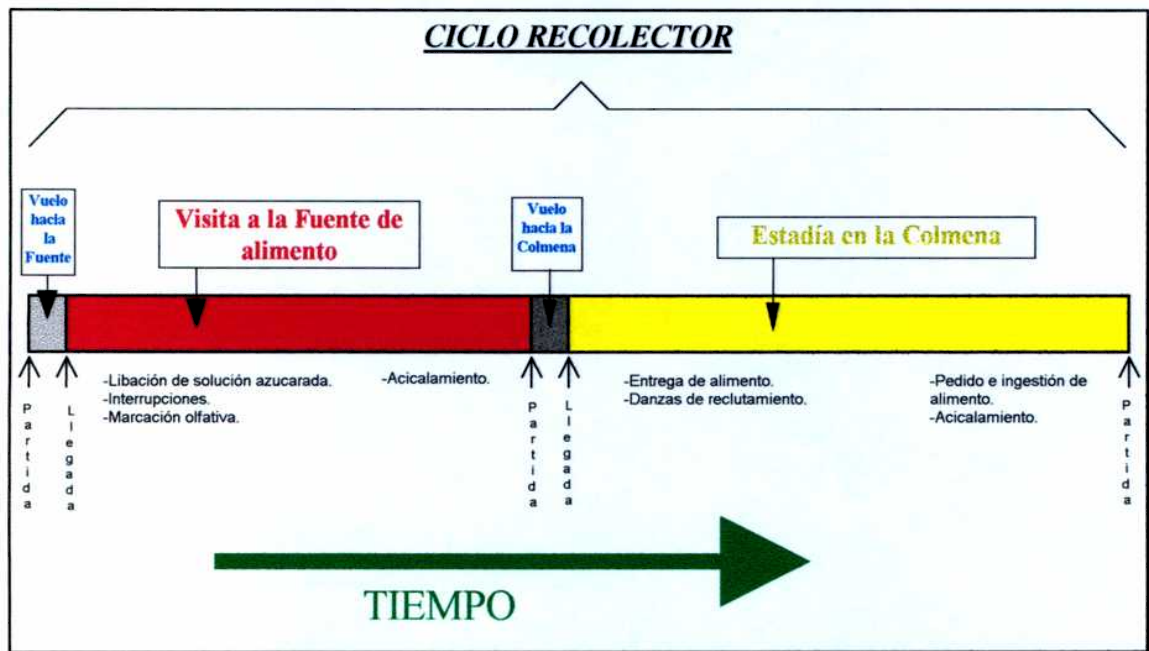 CICLO RECOLECTOR
Vuelo
hacia
la
Fuente
Visita a la Fuente de
alimento
Vuelo
hacia la
Colmena
Estadía en la Colmena
-Libación de solución azucarada.
-Interrupciones.
-Marcación olfativa.
-Acicalamiento.
-Entrega de alimento.
-Danzas de reclutamiento.
-Pedido e ingestión de
alimento.
-Acicalamiento.
Partida
Llegada
Partida
Llegada
Partida
TIEMPO